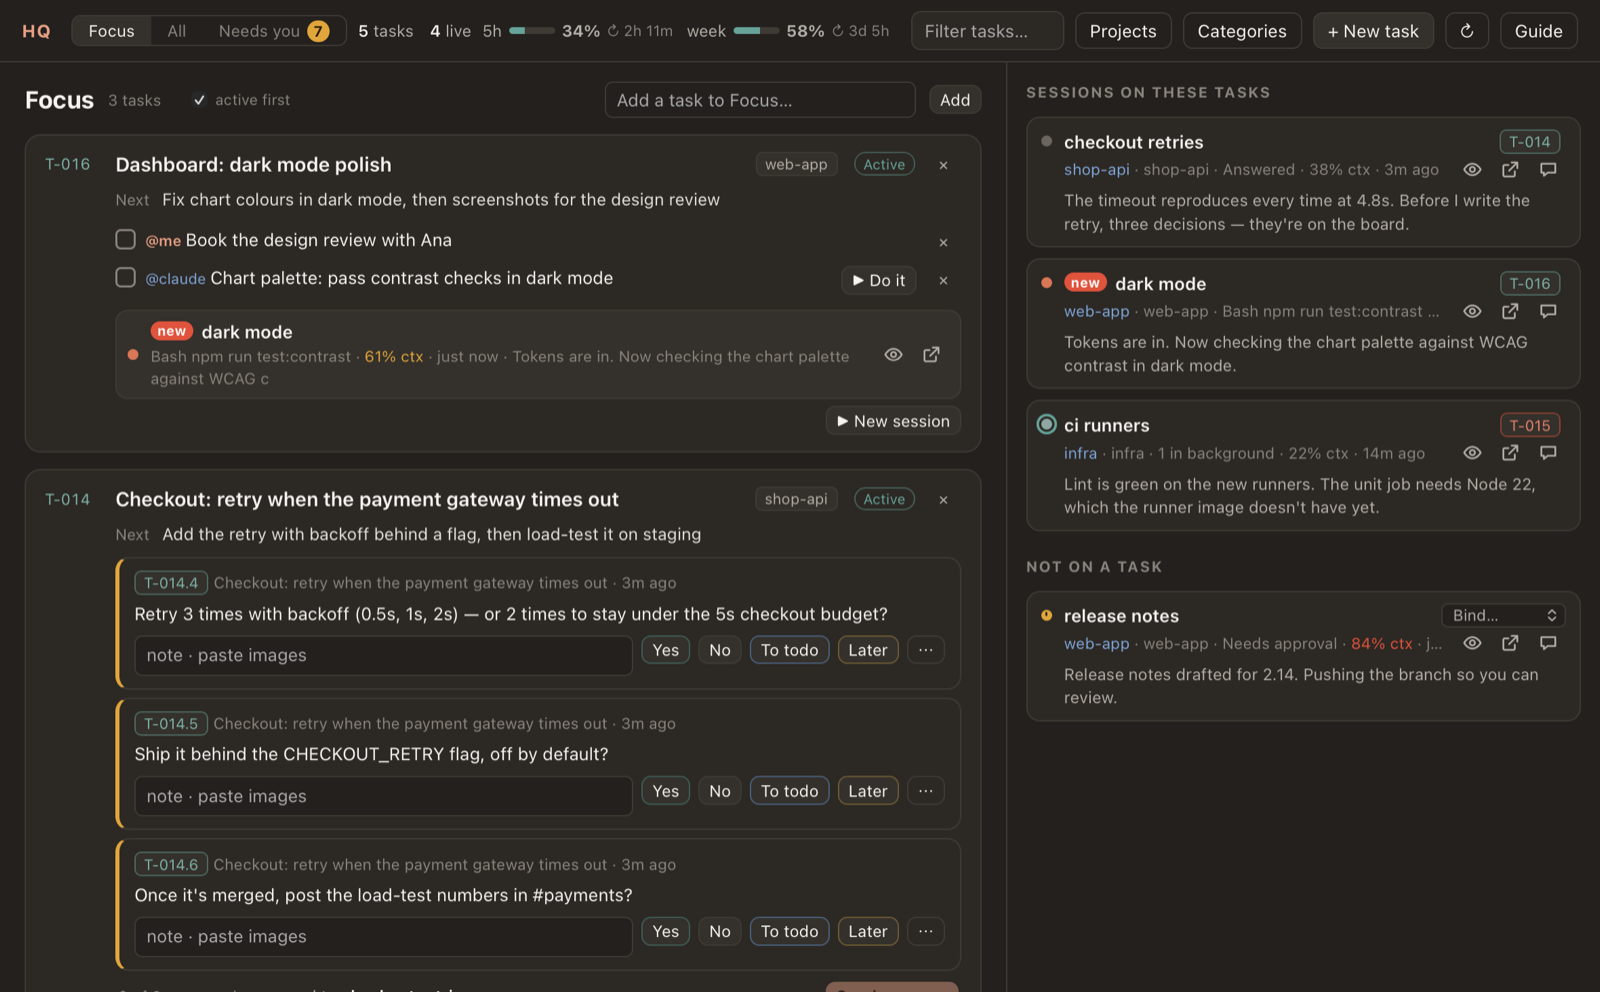 HQ Focus All Needs you 7 5 tasks 4 live 5h 34% 2h 11m week 58% 3d 5h Filter tasks... Projects Categories + New task Guide
Focus 3 tasks active first Add a task to Focus... Add
T-016 Dashboard: dark mode polish web-app Active ×
Next Fix chart colours in dark mode, then screenshots for the design review
@me Book the design review with Ana ×
@claude Chart palette: pass contrast checks in dark mode ▶ Do it ×
new dark mode
Bash npm run test:contrast · 61% ctx · just now · Tokens are in. Now checking the chart palette
against WCAG c
▶ New session
T-014 Checkout: retry when the payment gateway times out shop-api Active ×
Next Add the retry with backoff behind a flag, then load-test it on staging
T-014.4 Checkout: retry when the payment gateway times out · 3m ago
Retry 3 times with backoff (0.5s, 1s, 2s) — or 2 times to stay under the 5s checkout budget?
note · paste images Yes No To todo Later ···
T-014.5 Checkout: retry when the payment gateway times out · 3m ago
Ship it behind the CHECKOUT_RETRY flag, off by default?
note · paste images Yes No To todo Later ···
T-014.6 Checkout: retry when the payment gateway times out · 3m ago
Once it's merged, post the load-test numbers in #payments?
note · paste images Yes No To todo Later ···
SESSIONS ON THESE TASKS
checkout retries T-014
shop-api · shop-api · Answered · 38% ctx · 3m ago
The timeout reproduces every time at 4.8s. Before I write the
retry, three decisions — they're on the board.
new dark mode T-016
web-app · web-app · Bash npm run test:contrast ...
Tokens are in. Now checking the chart palette against WCAG
contrast in dark mode.
ci runners T-015
infra · infra · 1 in background · 22% ctx · 14m ago
Lint is green on the new runners. The unit job needs Node 22,
which the runner image doesn't have yet.
NOT ON A TASK
release notes Bind...
web-app · web-app · Needs approval · 84% ctx · j...
Release notes drafted for 2.14. Pushing the branch so you can
review.